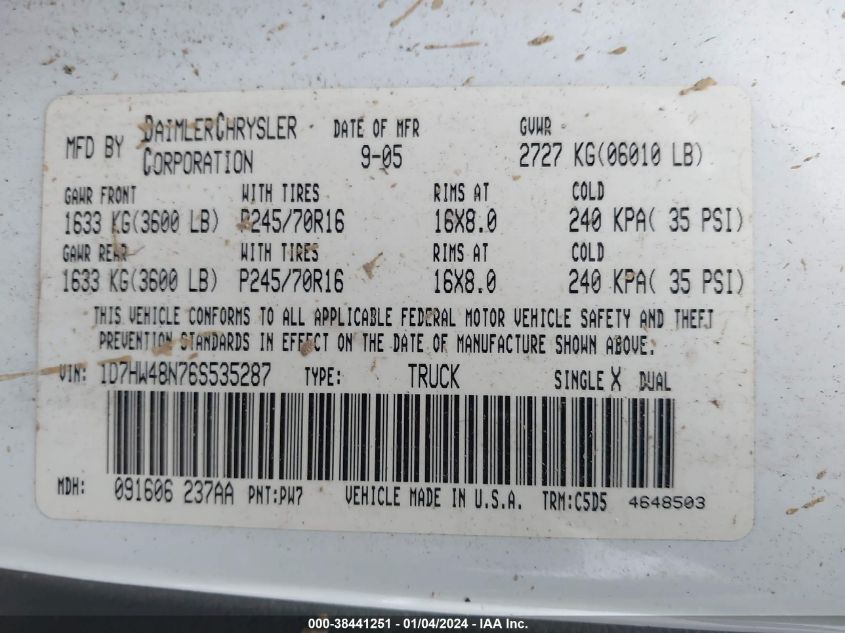 MFD BY DAIMLERCHRYSLER CORPORATION DATE OF MFR 9-05 GVWR 2727 KG(06010 LB)
GAWR FRONT WITH TIRES RIMS AT COLD
1633 KG(3600 LB) P245/70R16 16X8.0 240 KPA( 35 PSI)
GAWR REAR WITH TIRES RIMS AT COLD
1633 KG(3600 LB) P245/70R16 16X8.0 240 KPA( 35 PSI)
THIS VEHICLE CONFORMS TO ALL APPLICABLE FEDERAL MOTOR VEHICLE SAFETY AND THEFT
PREVENTION STANDARDS IN EFFECT ON THE DATE OF MANUFACTURE SHOWN ABOVE.
VIN: 1D7HW48N76S535287 TYPE: TRUCK SINGLE X DUAL
MDH: 091606 237AA PNT:PW7 VEHICLE MADE IN U.S.A. TRM:C5D5 4648503
000-38441251 - 01/04/2024 - IAA Inc.